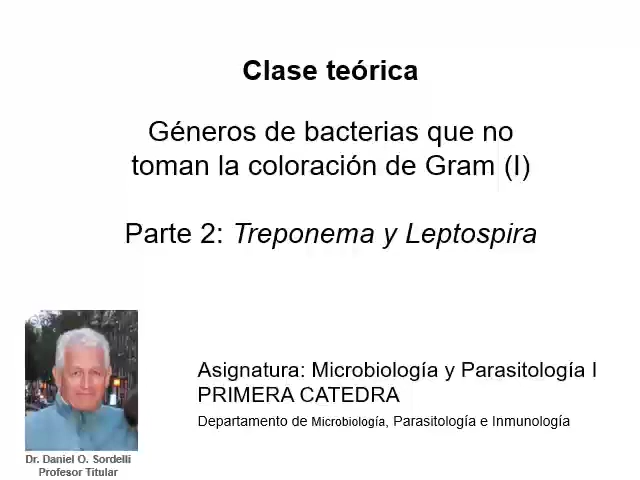 Clase teórica
Géneros de bacterias que no
toman la coloración de Gram (I)
Parte 2: Treponema y Leptospira
Asignatura: Microbiología y Parasitología I
PRIMERA CATEDRA
Departamento de Microbiología, Parasitología e Inmunología
Dr. Daniel O. Sordelli
Profesor Titular